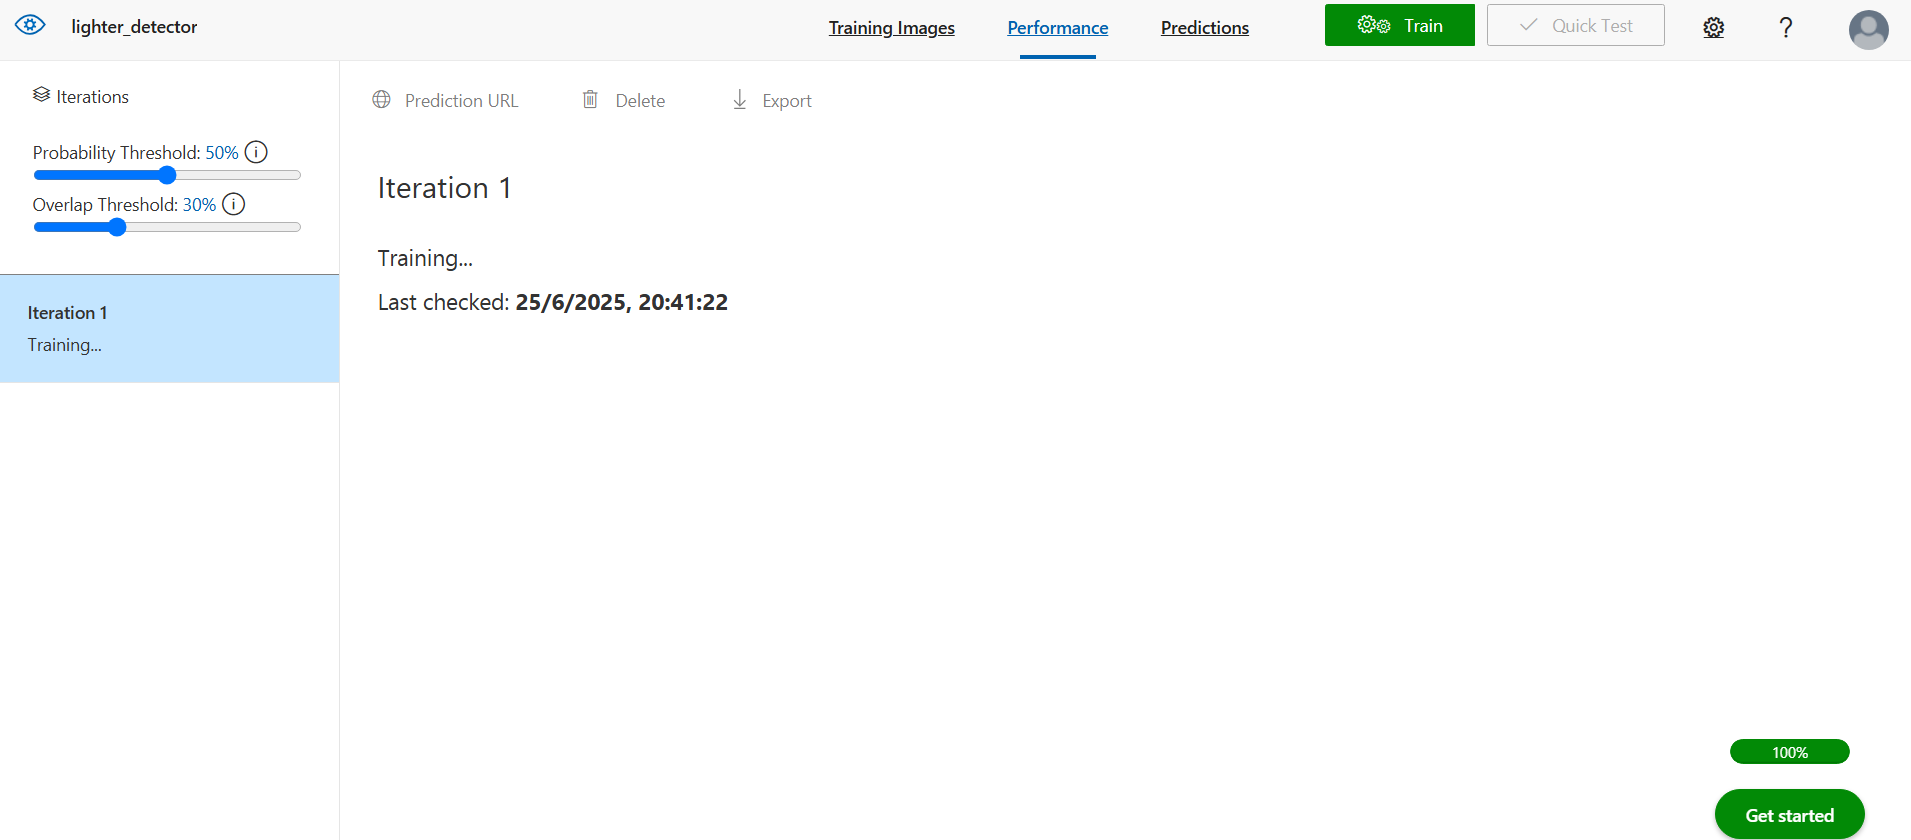 lighter_detector
Training Images
Performance
Predictions
Train
Quick Test
?
Iterations
Probability Threshold: 50%
Overlap Threshold: 30%
Iteration 1
Training...
Prediction URL
Delete
Export
Iteration 1
Training...
Last checked: 25/6/2025, 20:41:22
100%
Get started